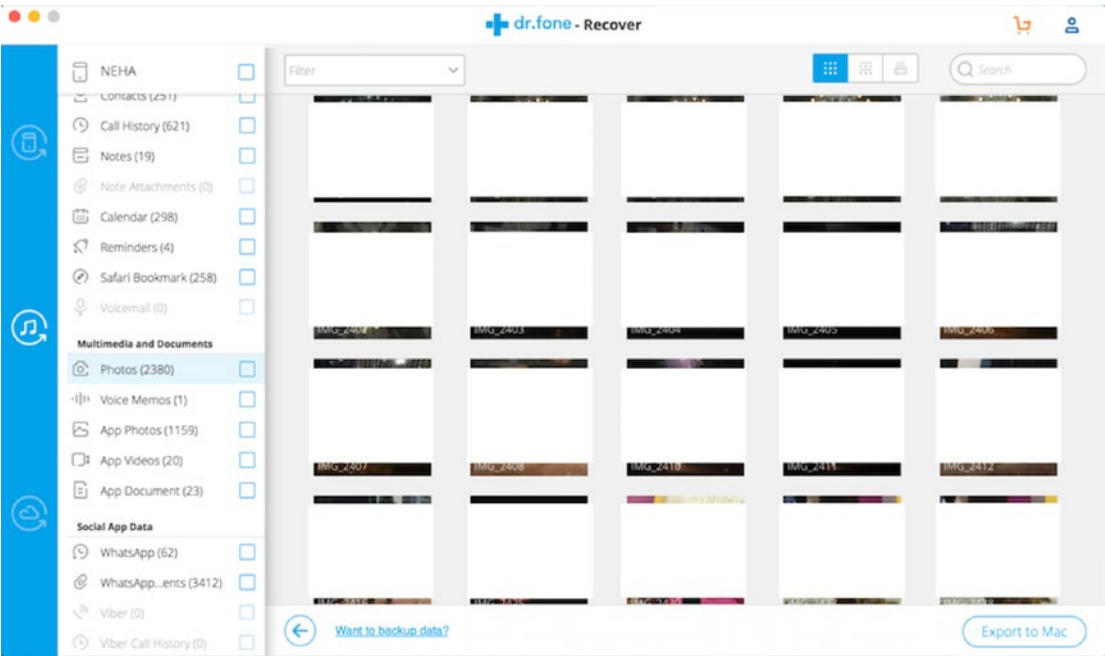 dr.fone - Recover
NEHA
Filter
Search
Contacts (251)
Call History (621)
Notes (19)
Note Attachments (0)
Calendar (298)
Reminders (4)
Safari Bookmark (258)
Voicemail (0)
Multimedia and Documents
Photos (2380)
Voice Memos (1)
App Photos (1159)
App Videos (20)
App Document (23)
Social App Data
WhatsApp (62)
WhatsApp...ents (3412)
Viber (0)
Viber Call History (0)
IMG_2402 IMG_2403 IMG_2404 IMG_2405 IMG_2406
IMG_2407 IMG_2408 IMG_2410 IMG_2411 IMG_2412
Want to backup data?
Export to Mac